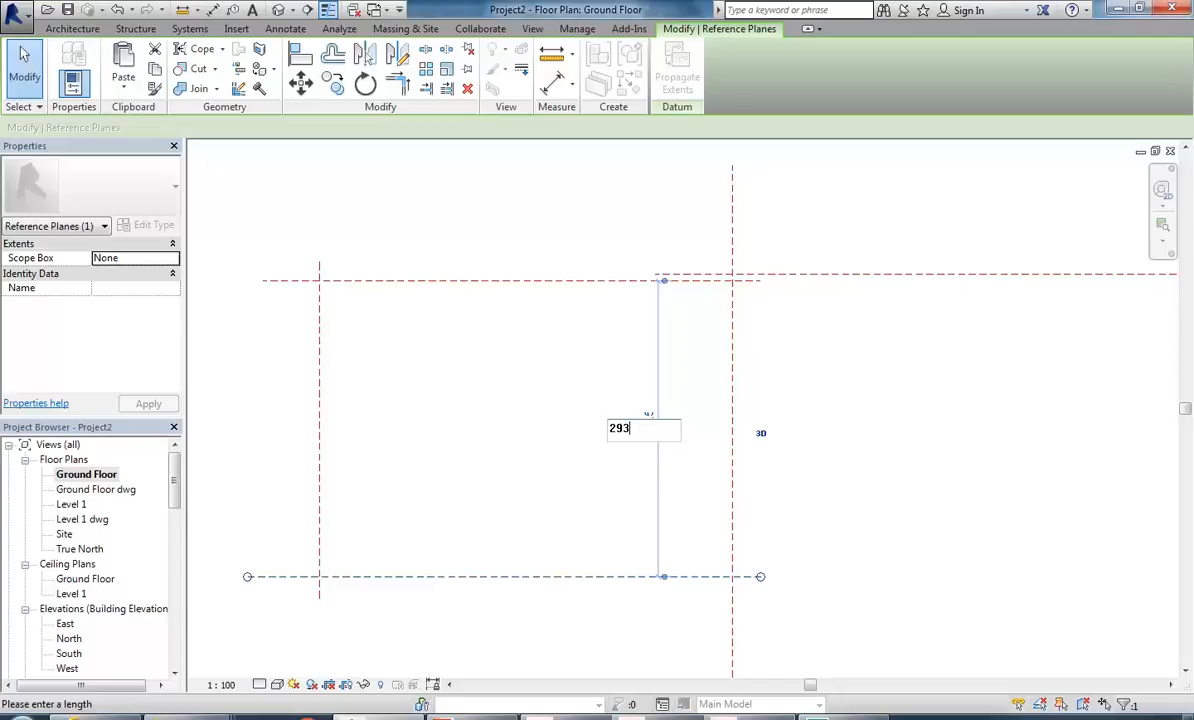 Project2 - Floor Plan: Ground Floor
Type a keyword or phrase
Sign In
Architecture
Structure
Systems
Insert
Annotate
Analyze
Massing & Site
Collaborate
View
Manage
Add-Ins
Modify | Reference Planes
Modify
Paste
Cope
Cut
Join
Propagate
Extents
Select
Properties
Clipboard
Geometry
Modify
View
Measure
Create
Datum
Modify | Reference Planes
Properties
Reference Planes (1)
Edit Type
Extents
Scope Box
None
Identity Data
Name
Properties help
Apply
Project Browser - Project2
Views (all)
Floor Plans
Ground Floor
Ground Floor dwg
Level 1
Level 1 dwg
Site
True North
Ceiling Plans
Ground Floor
Level 1
Elevations (Building Elevation
East
North
South
West
293
3D
2D
1 : 100
Please enter a length
:0
Main Model
:1